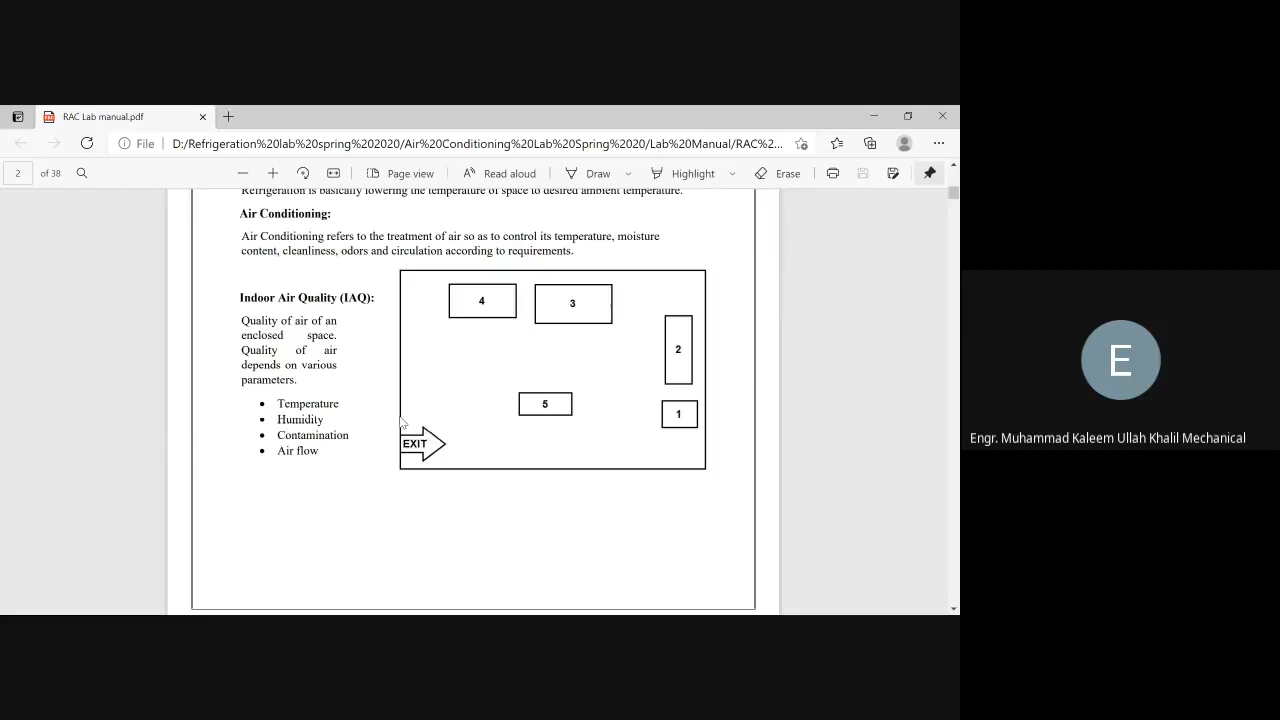 RAC Lab manual.pdf
File
D:/Refrigeration%20lab%20spring%202020/Air%20Conditioning%20Lab%20Spring%2020/Lab%20Manual/RAC%2...
2 of 38
Page view
Read aloud
Draw
Highlight
Erase
Refrigeration is basically lowering the temperature of space to desired ambient temperature.
Air Conditioning:
Air Conditioning refers to the treatment of air so as to control its temperature, moisture
content, cleanliness, odors and circulation according to requirements.
Indoor Air Quality (IAQ):
Quality of air of an
enclosed space.
Quality of air
depends on various
parameters.
• Temperature
• Humidity
• Contamination
• Air flow
4
3
2
5
1
EXIT
E
Engr. Muhammad Kaleem Ullah Khalil Mechanical